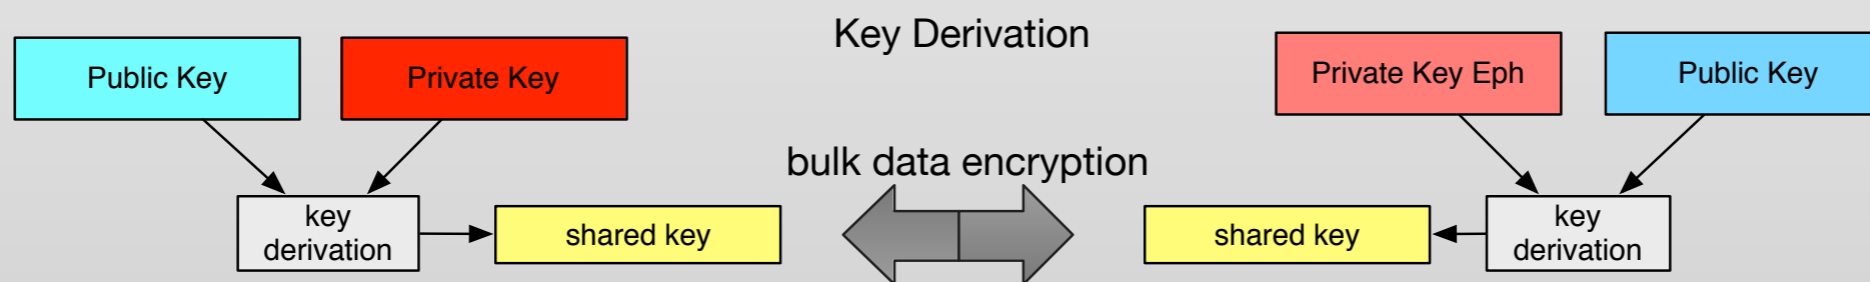 Key Derivation
Public Key
Private Key
Private Key Eph
Public Key
bulk data encryption
key
derivation
shared key
shared key
key
derivation